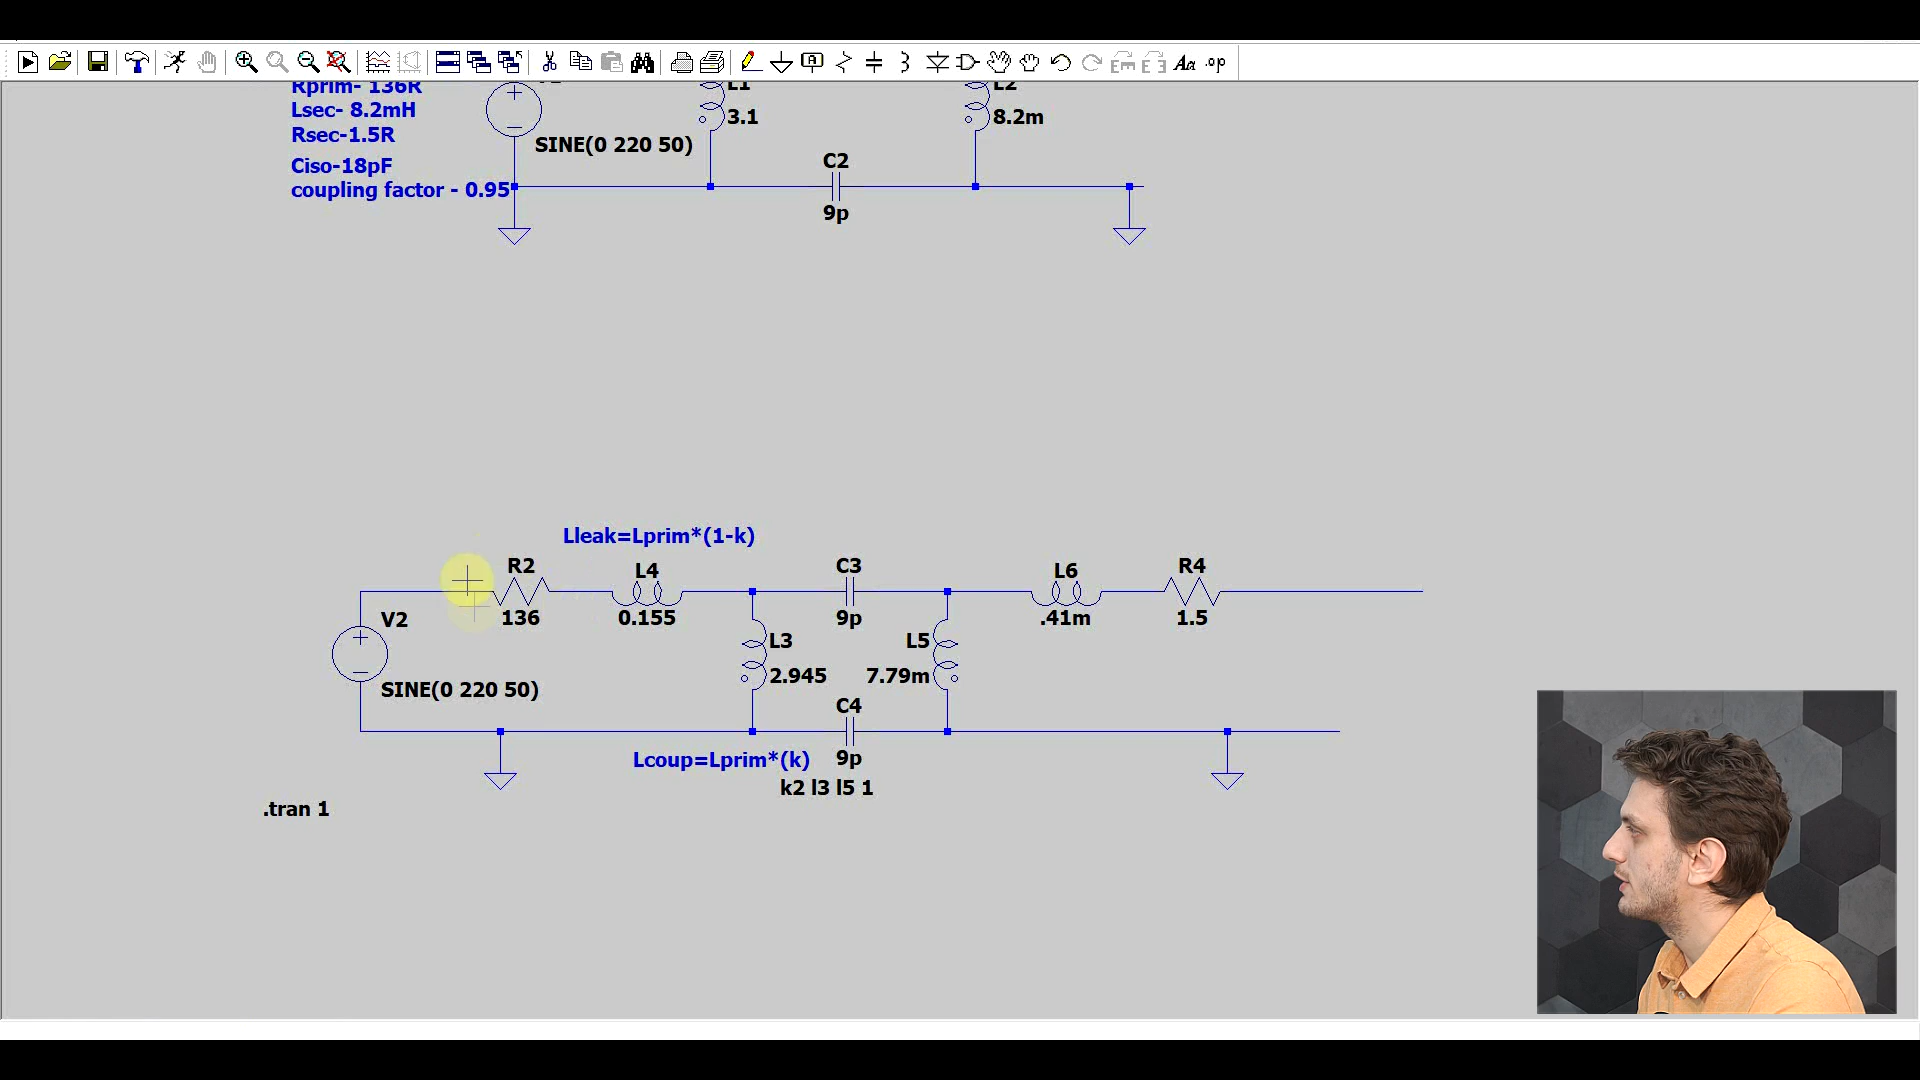 Rprim- 136R
Lsec- 8.2mH
Rsec-1.5R
Ciso-18pF
coupling factor - 0.95
SINE(0 220 50)
L1
3.1
C2
9p
L2
8.2m
Lleak=Lprim*(1-k)
R2
136
L4
0.155
C3
9p
L6
.41m
R4
1.5
V2
SINE(0 220 50)
L3
2.945
L5
7.79m
C4
9p
Lcoup=Lprim*(k)
k2 l3 l5 1
.tran 1
A
Aa
.op